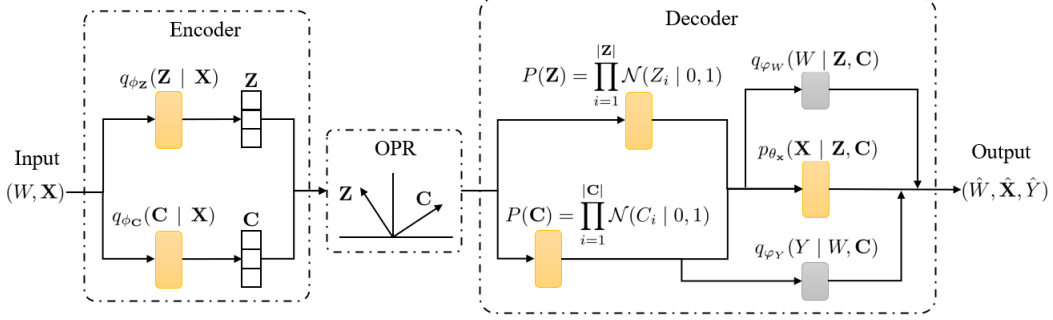 Encoder
Decoder
q_{ϕ_Z}(Z | X)
Z
P(Z) = ∏_{i=1}^{|Z|} N(Z_i | 0, 1)
q_{φ_W}(W | Z, C)
Input
(W, X)
OPR
Z
C
p_{θ_x}(X | Z, C)
Output
(Ŵ, X̂, Ŷ)
q_{ϕ_C}(C | X)
C
P(C) = ∏_{i=1}^{|C|} N(C_i | 0, 1)
q_{φ_Y}(Y | W, C)